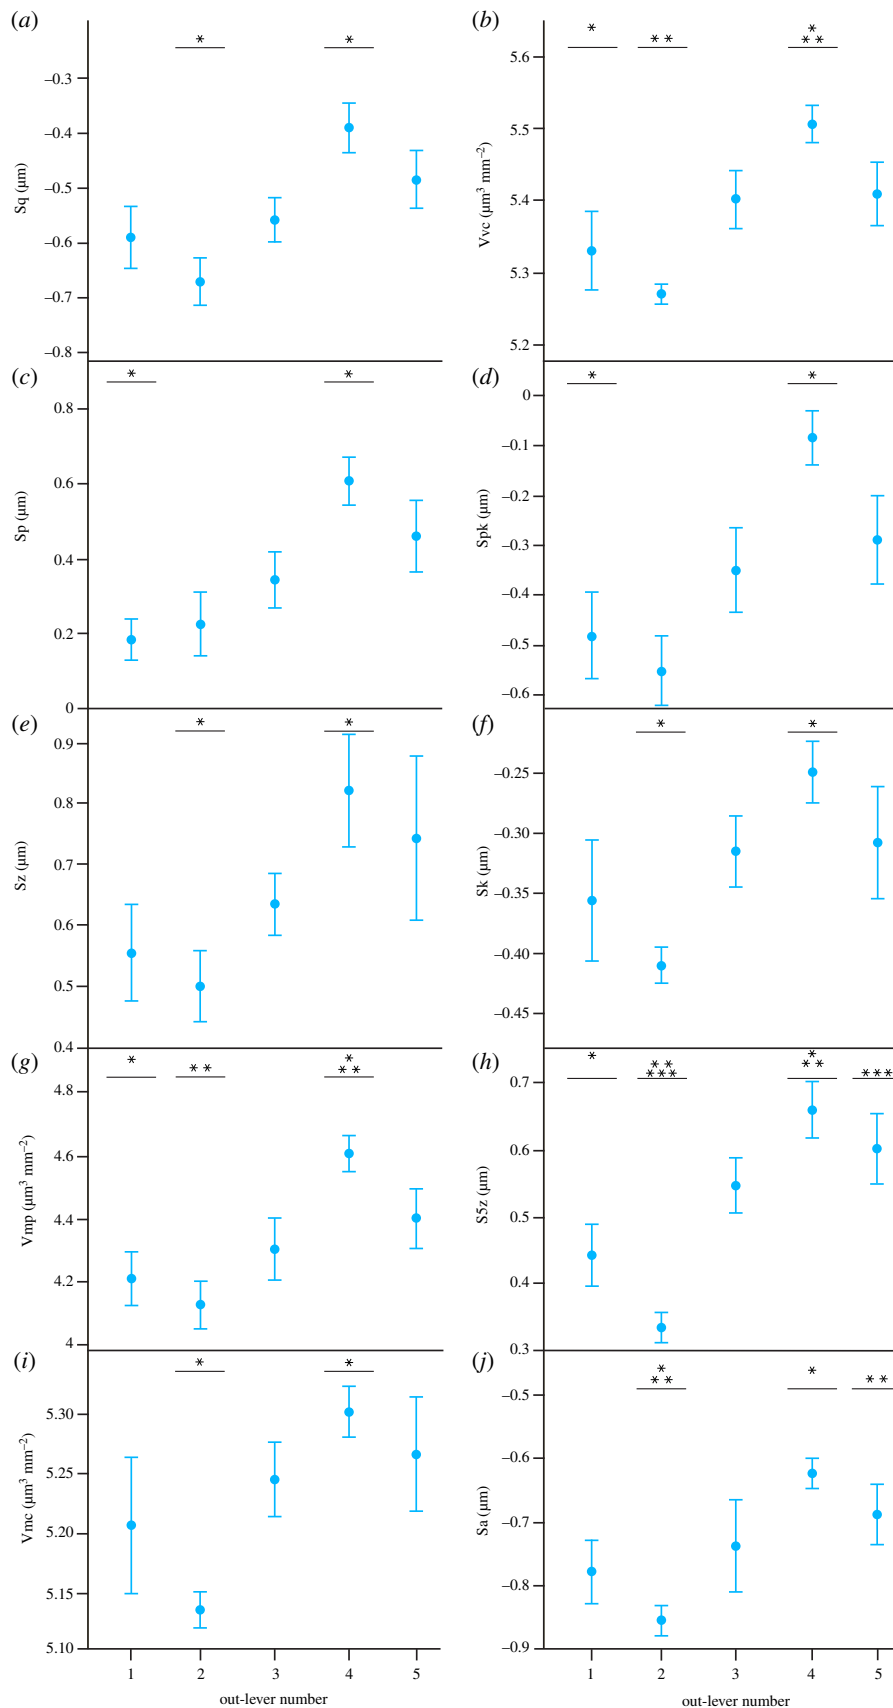 (a)
* *
–0.3
–0.4
–0.5
–0.6
–0.7
–0.8
Sq (µm)
(b)
* ** * **
5.6
5.5
5.4
5.3
5.2
Vvc (µm³ mm⁻²)
(c)
* *
0.8
0.6
0.4
0.2
0
Sp (µm)
(d)
* *
0
–0.1
–0.2
–0.3
–0.4
–0.5
–0.6
Spk (µm)
(e)
* *
0.9
0.8
0.7
0.6
0.5
0.4
Sz (µm)
(f)
* *
–0.25
–0.30
–0.35
–0.40
–0.45
Sk (µm)
(g)
* ** * **
4.8
4.6
4.4
4.2
4
Vmp (µm³ mm⁻²)
(h)
* ** *** * ** ***
0.7
0.6
0.5
0.4
0.3
S5z (µm)
(i)
* *
5.30
5.25
5.20
5.15
5.10
Vmc (µm³ mm⁻²)
1 2 3 4 5
out-lever number
(j)
* ** * **
–0.5
–0.6
–0.7
–0.8
–0.9
Sa (µm)
1 2 3 4 5
out-lever number